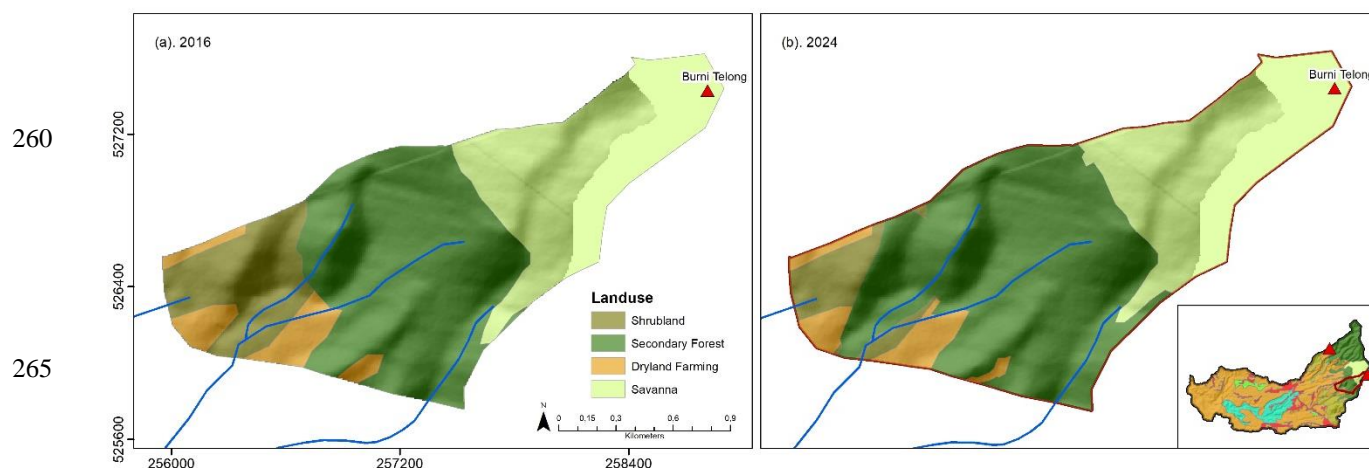 260
265
(a). 2016
Burni Telong
527200
526400
525600
256000
257200
258400
Landuse
Shrubland
Secondary Forest
Dryland Farming
Savanna
N
0 0.15 0.3 0.6 0.9
Kilometers
(b). 2024
Burni Telong